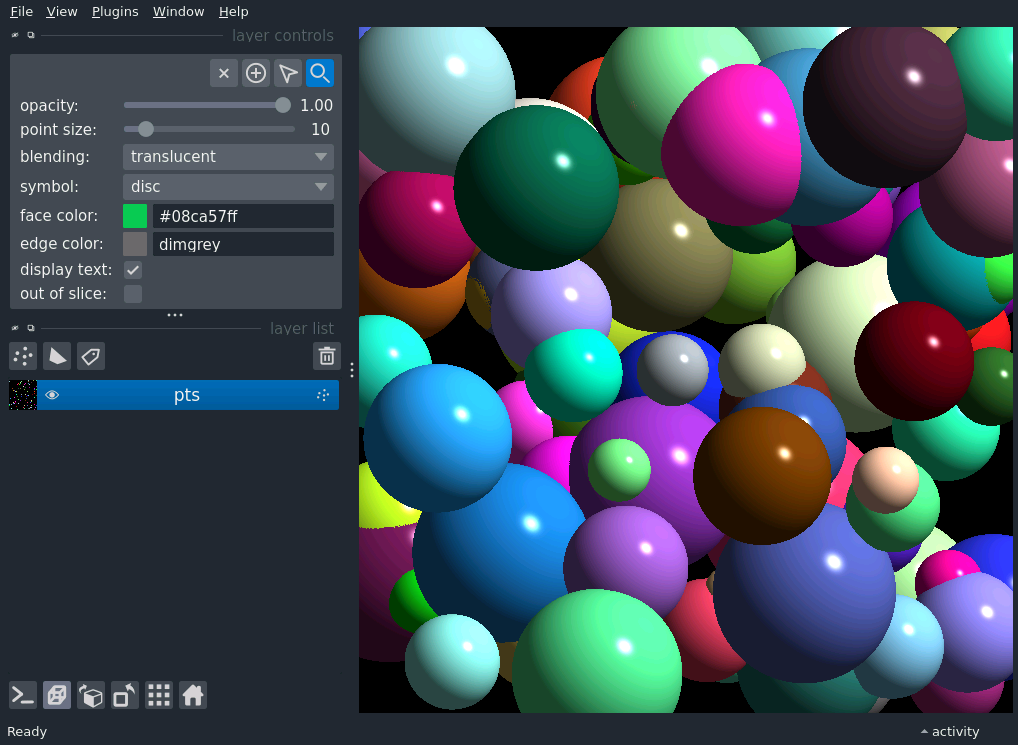 File View Plugins Window Help
layer controls
opacity: 1.00
point size: 10
blending: translucent
symbol: disc
face color: #08ca57ff
edge color: dimgrey
display text:
out of slice:
layer list
pts
Ready
activity